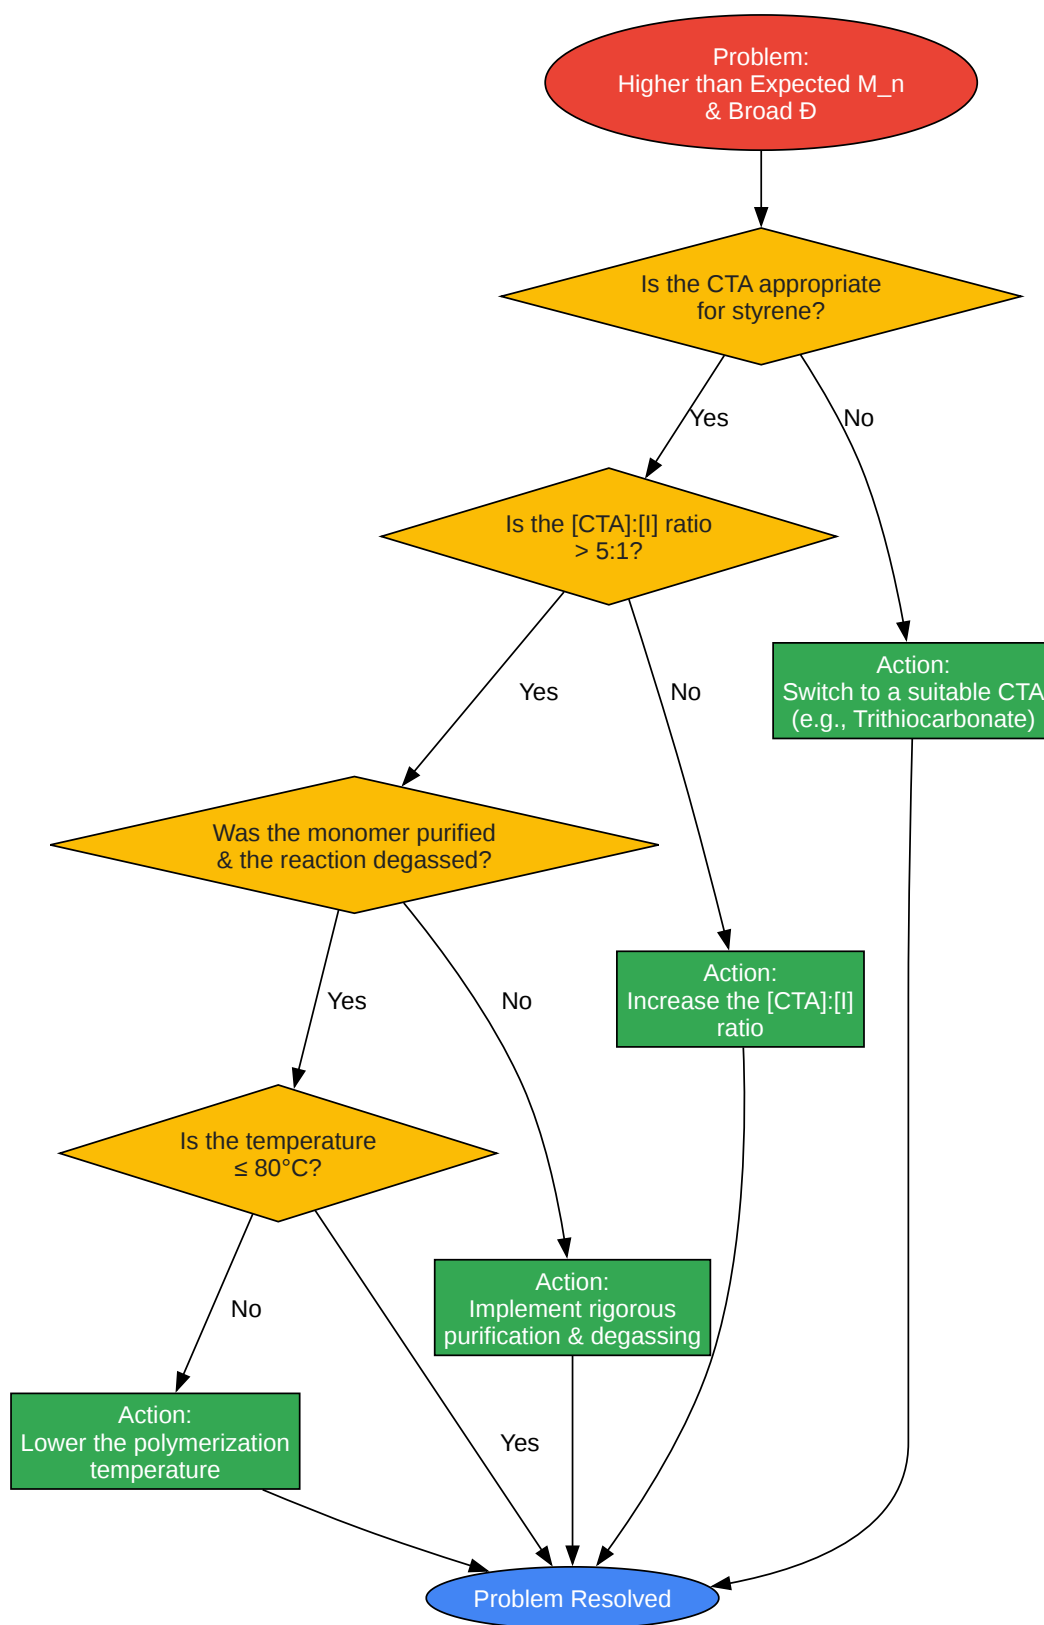 Problem:
Higher than Expected M_n
& Broad Đ
Is the CTA appropriate
for styrene?
Yes
No
Is the [CTA]:[I] ratio
> 5:1?
Yes
No
Action:
Switch to a suitable CTA
(e.g., Trithiocarbonate)
Was the monomer purified
& the reaction degassed?
Yes
No
Action:
Increase the [CTA]:[I]
ratio
Is the temperature
≤ 80°C?
No
Yes
Action:
Implement rigorous
purification & degassing
Action:
Lower the polymerization
temperature
Problem Resolved